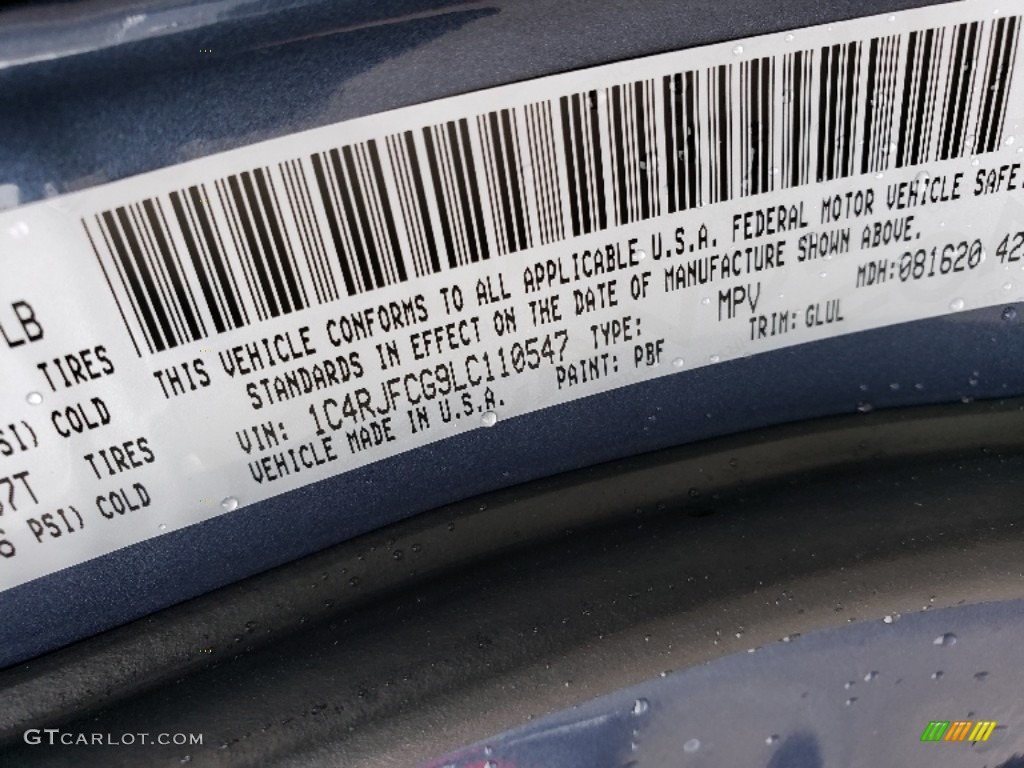 LB
TIRES
PSI) COLD
TIRES
7T
PSI) COLD
THIS VEHICLE CONFORMS TO ALL APPLICABLE U.S.A. FEDERAL MOTOR VEHICLE SAFE
STANDARDS IN EFFECT ON THE DATE OF MANUFACTURE SHOWN ABOVE.
VIN: 1C4RJFCG9LC110547 TYPE: MPV MDH:081620 42
VEHICLE MADE IN U.S.A. PAINT: PBF TRIM: GLUL
GTCARLOT.COM